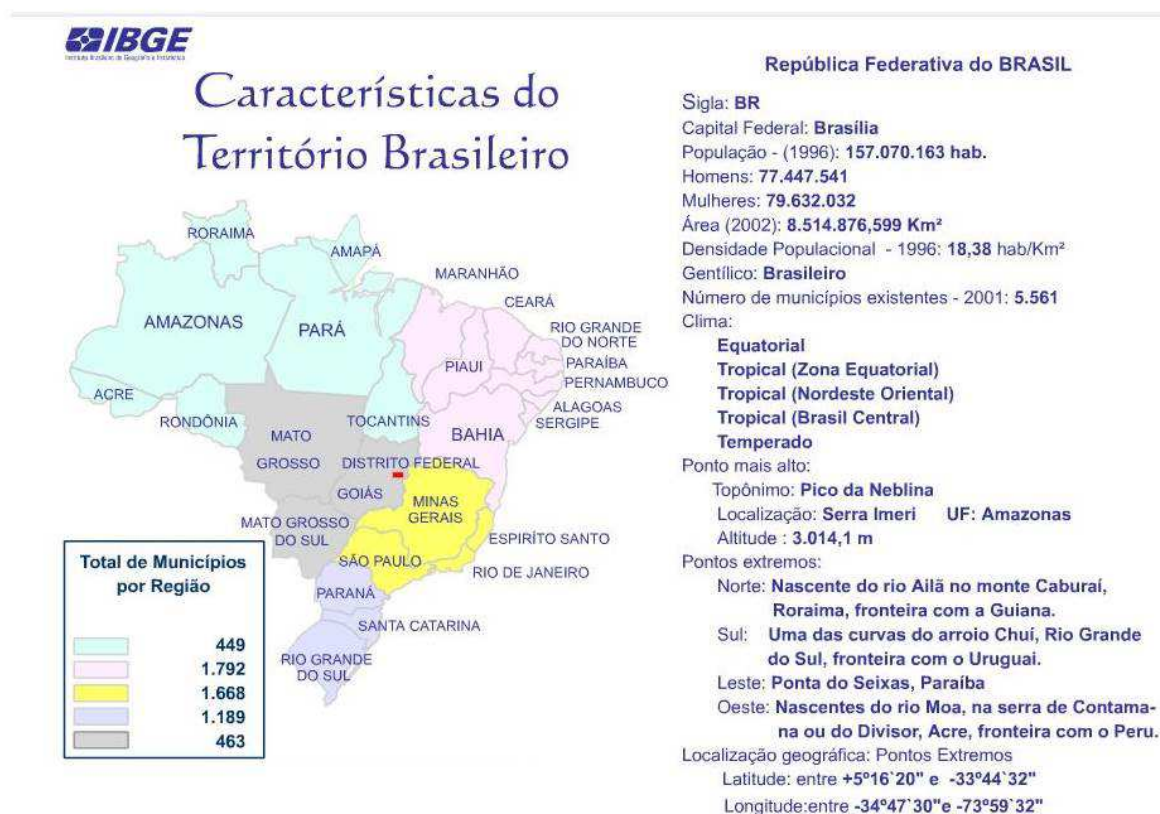 IBGE
Instituto Brasileiro de Geografia e Estatística
Características do
Território Brasileiro
RORAIMA
AMAPÁ
MARANHÃO
CEARÁ
RIO GRANDE
DO NORTE
AMAZONAS
PARÁ
PIAUI
PARAÍBA
PERNAMBUCO
ACRE
ALAGOAS
SERGIPE
RONDÔNIA
TOCANTINS
MATO
GROSSO
BAHIA
DISTRITO FEDERAL
GOIÁS
MINAS
GERAIS
MATO GROSSO
DO SUL
ESPIRÍTO SANTO
SÃO PAULO
RIO DE JANEIRO
PARANÁ
SANTA CATARINA
RIO GRANDE
DO SUL
Total de Municípios
por Região
449
1.792
1.668
1.189
463
República Federativa do BRASIL
Sigla: BR
Capital Federal: Brasília
População - (1996): 157.070.163 hab.
Homens: 77.447.541
Mulheres: 79.632.032
Área (2002): 8.514.876,599 Km²
Densidade Populacional - 1996: 18,38 hab/Km²
Gentílico: Brasileiro
Número de municípios existentes - 2001: 5.561
Clima:
Equatorial
Tropical (Zona Equatorial)
Tropical (Nordeste Oriental)
Tropical (Brasil Central)
Temperado
Ponto mais alto:
Topônimo: Pico da Neblina
Localização: Serra Imeri UF: Amazonas
Altitude : 3.014,1 m
Pontos extremos:
Norte: Nascente do rio Ailã no monte Caburaí,
Roraima, fronteira com a Guiana.
Sul: Uma das curvas do arroio Chuí, Rio Grande
do Sul, fronteira com o Uruguai.
Leste: Ponta do Seixas, Paraíba
Oeste: Nascentes do rio Moa, na serra de Contama-
na ou do Divisor, Acre, fronteira com o Peru.
Localização geográfica: Pontos Extremos
Latitude: entre +5º16`20" e -33º44`32"
Longitude:entre -34º47`30"e -73º59`32"